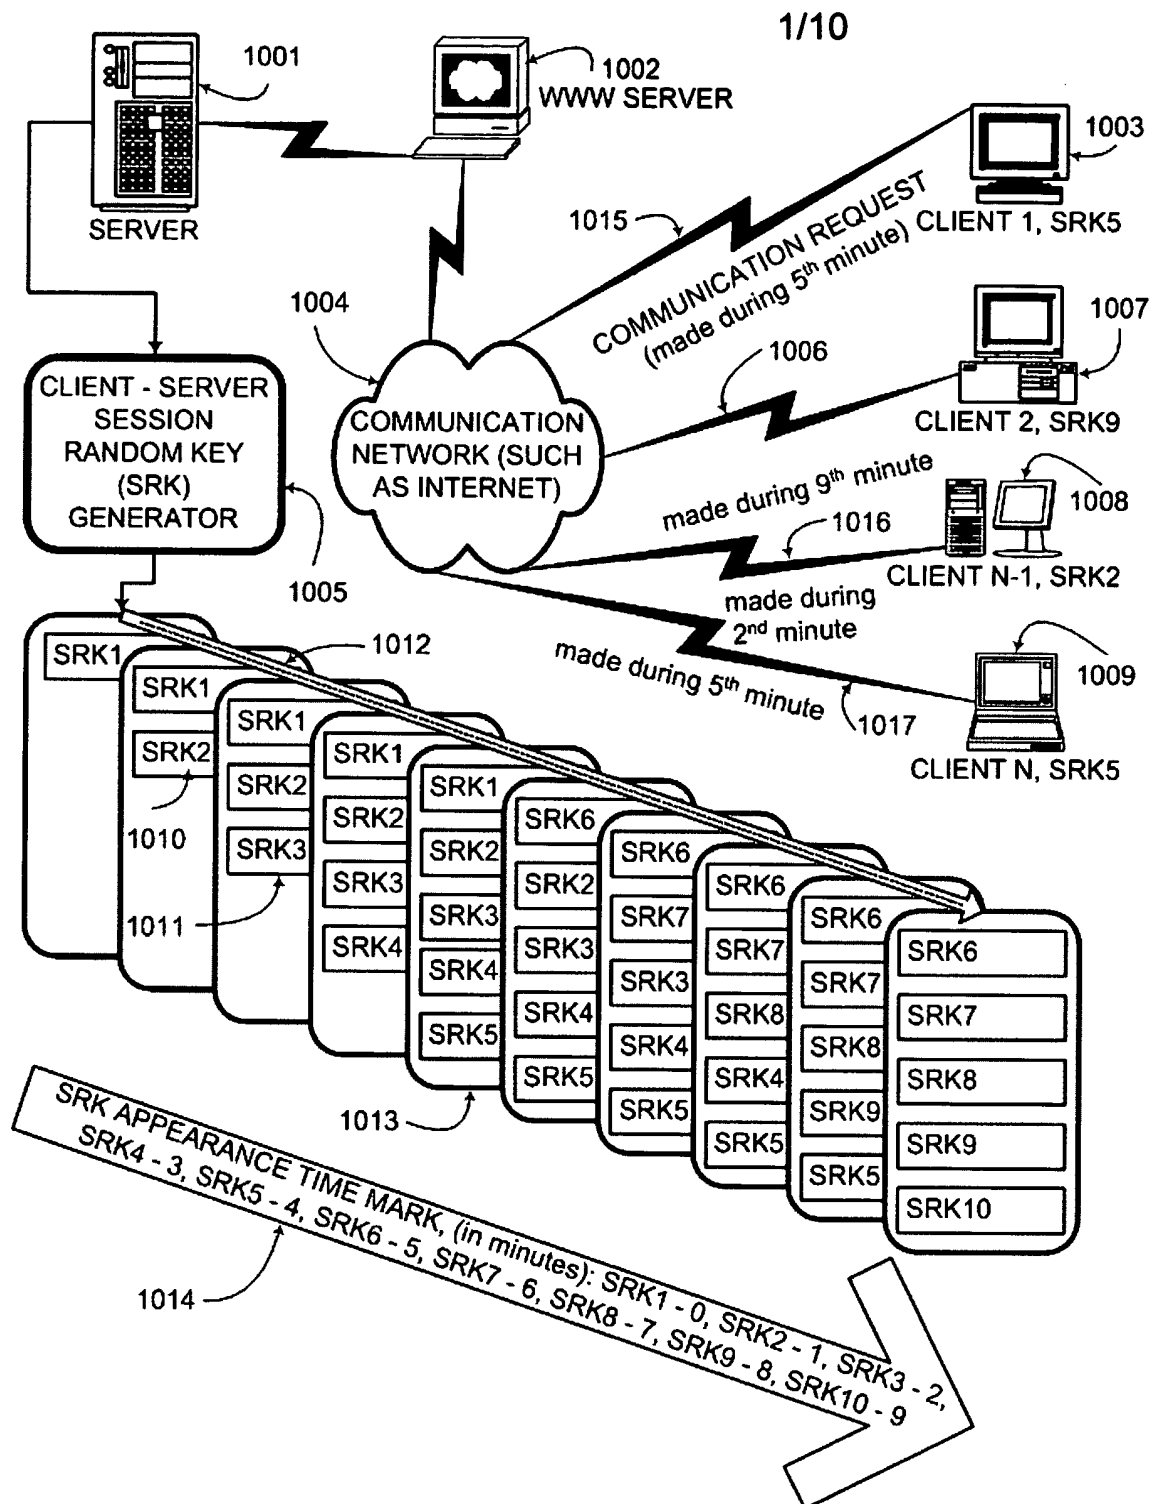 1/10
1001
1002
WWW SERVER
1003
SERVER
1015
CLIENT 1, SRK5
COMMUNICATION REQUEST
(made during 5th minute)
1004
1006
1007
CLIENT - SERVER
SESSION
RANDOM KEY
(SRK)
GENERATOR
COMMUNICATION
NETWORK (SUCH
AS INTERNET)
CLIENT 2, SRK9
made during 9th minute
1008
1016
CLIENT N-1, SRK2
1005
made during
2nd minute
1012
made during 5th minute
1009
1017
CLIENT N, SRK5
SRK1
SRK1
SRK2
1010
SRK1
SRK2
SRK3
1011
SRK1
SRK2
SRK3
SRK4
SRK1
SRK2
SRK3
SRK4
SRK5
1013
SRK6
SRK2
SRK3
SRK4
SRK5
SRK6
SRK7
SRK3
SRK4
SRK5
SRK6
SRK7
SRK8
SRK4
SRK5
SRK6
SRK7
SRK8
SRK9
SRK5
SRK6
SRK7
SRK8
SRK9
SRK10
SRK APPEARANCE TIME MARK, (in minutes): SRK1 - 0, SRK2 - 1, SRK3 - 2,
SRK4 - 3, SRK5 - 4, SRK6 - 5, SRK7 - 6, SRK8 - 7, SRK9 - 8, SRK10 - 9
1014